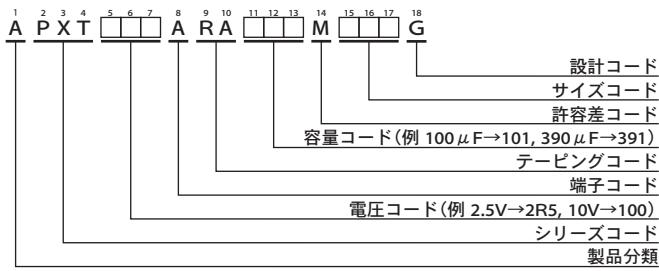 1 2 3 4 5 6 7 8 9 10 11 12 13 14 15 16 17 18
A P X T □□□ A R A □□□ M □□□ G
設計コード
サイズコード
許容差コード
容量コード(例 100μF→101, 390μF→391)
テーピングコード
端子コード
電圧コード(例 2.5V→2R5, 10V→100)
シリーズコード
製品分類